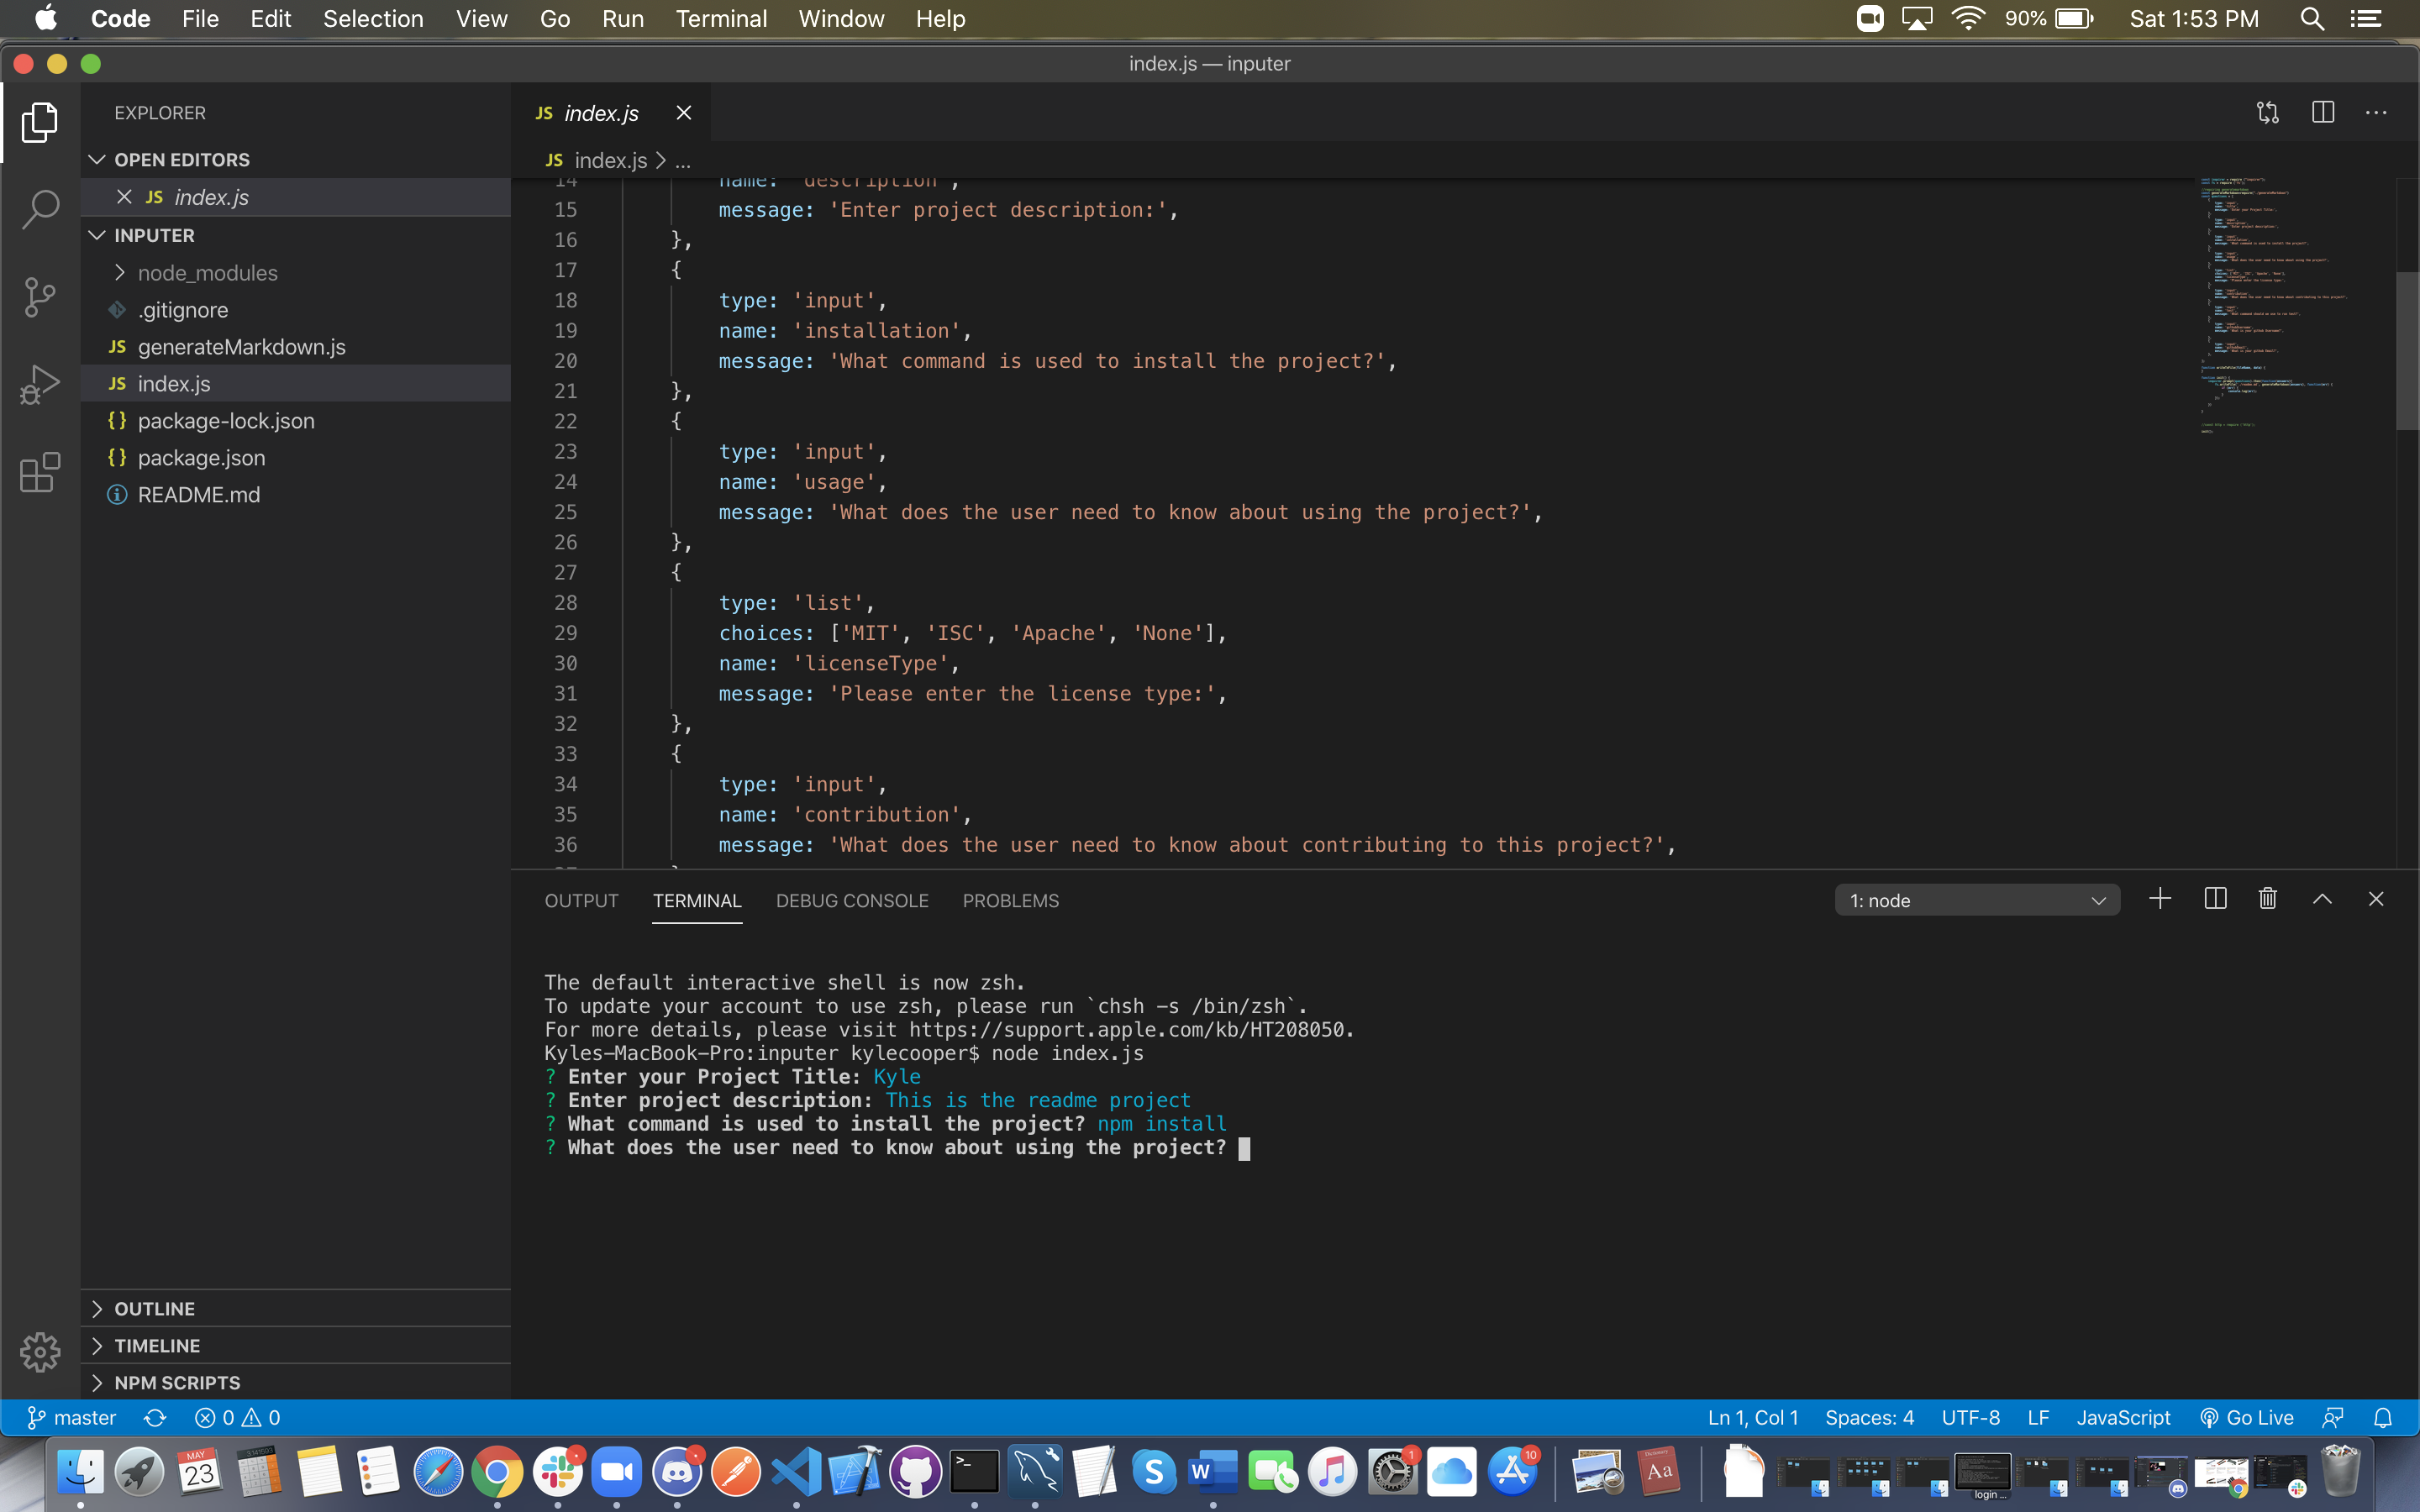 Code File Edit Selection View Go Run Terminal Window Help 90% Sat 1:53 PM
index.js — inputer
EXPLORER
OPEN EDITORS
JS index.js
INPUTER
node_modules
.gitignore
JS generateMarkdown.js
JS index.js
{} package-lock.json
{} package.json
README.md
OUTLINE
TIMELINE
NPM SCRIPTS
JS index.js
JS index.js > ...
14 name: 'description',
15 message: 'Enter project description:',
16 },
17 {
18 type: 'input',
19 name: 'installation',
20 message: 'What command is used to install the project?',
21 },
22 {
23 type: 'input',
24 name: 'usage',
25 message: 'What does the user need to know about using the project?',
26 },
27 {
28 type: 'list',
29 choices: ['MIT', 'ISC', 'Apache', 'None'],
30 name: 'licenseType',
31 message: 'Please enter the license type:',
32 },
33 {
34 type: 'input',
35 name: 'contribution',
36 message: 'What does the user need to know about contributing to this project?',
OUTPUT TERMINAL DEBUG CONSOLE PROBLEMS 1: node
The default interactive shell is now zsh.
To update your account to use zsh, please run `chsh -s /bin/zsh`.
For more details, please visit https://support.apple.com/kb/HT208050.
Kyles-MacBook-Pro:inputer kylecooper$ node index.js
? Enter your Project Title: Kyle
? Enter project description: This is the readme project
? What command is used to install the project? npm install
? What does the user need to know about using the project?
master 0 0 Ln 1, Col 1 Spaces: 4 UTF-8 LF JavaScript Go Live
MAY
23
>_
S
W
1
10
Aa
login ...